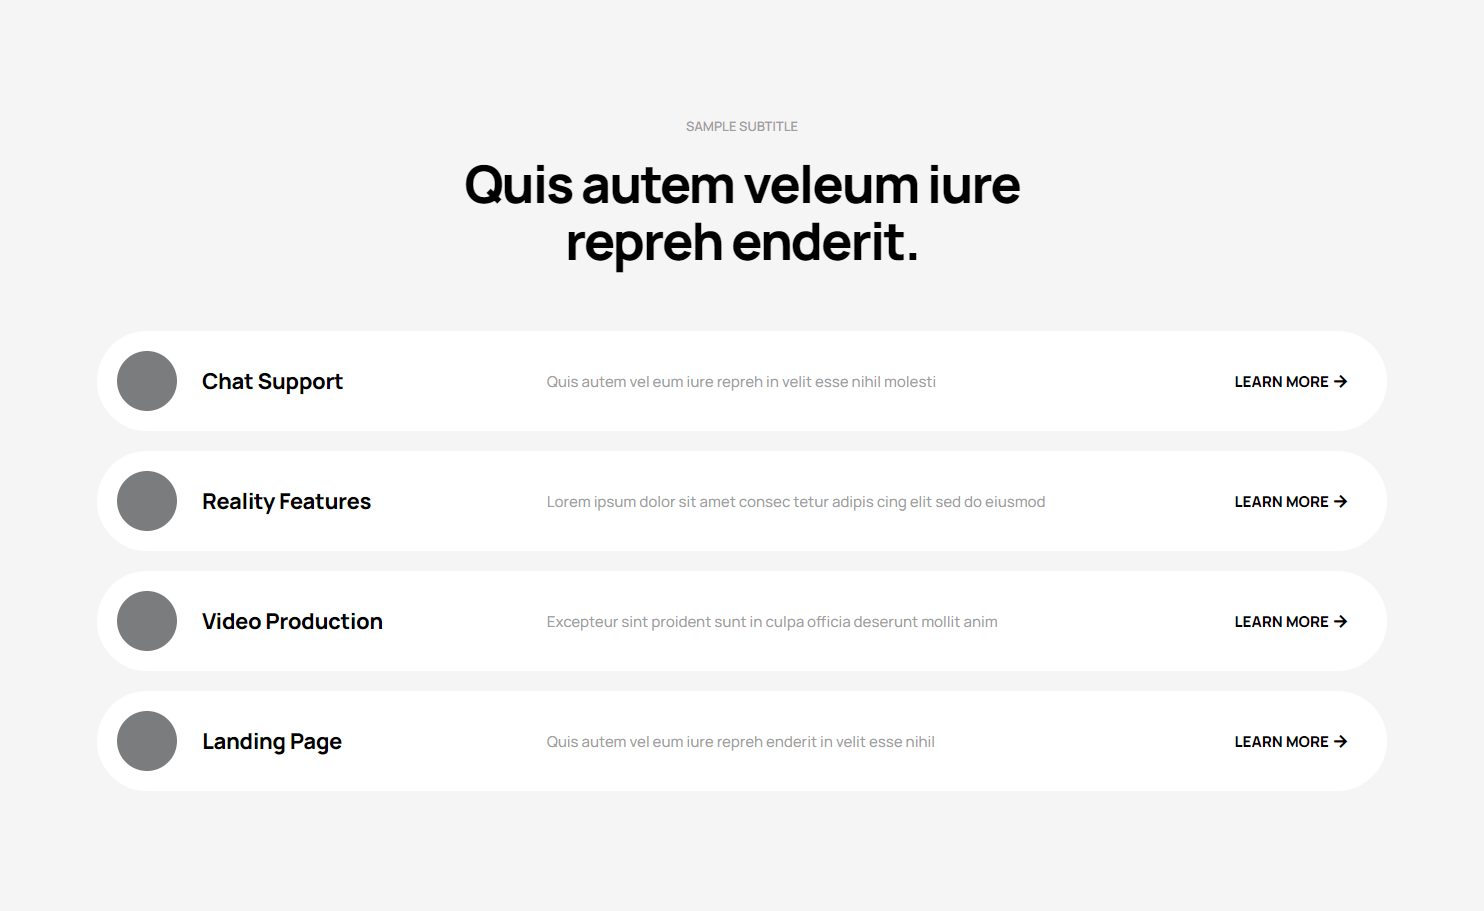 SAMPLE SUBTITLE
Quis autem veleum iure
repreh enderit.
Chat Support
Quis autem vel eum iure repreh in velit esse nihil molesti
LEARN MORE →
Reality Features
Lorem ipsum dolor sit amet consec tetur adipis cing elit sed do eiusmod
LEARN MORE →
Video Production
Excepteur sint proident sunt in culpa officia deserunt mollit anim
LEARN MORE →
Landing Page
Quis autem vel eum iure repreh enderit in velit esse nihil
LEARN MORE →